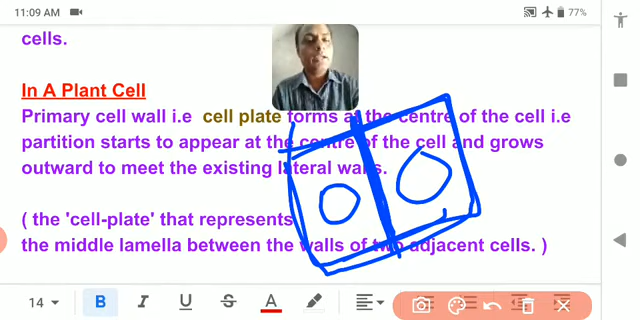 11:09 AM
77%
cells.
In A Plant Cell
Primary cell wall i.e cell plate forms at the centre of the cell i.e
partition starts to appear at the centre of the cell and grows
outward to meet the existing lateral walls.
( the 'cell-plate' that represents
the middle lamella between the walls of two adjacent cells. )
14 B I U S A